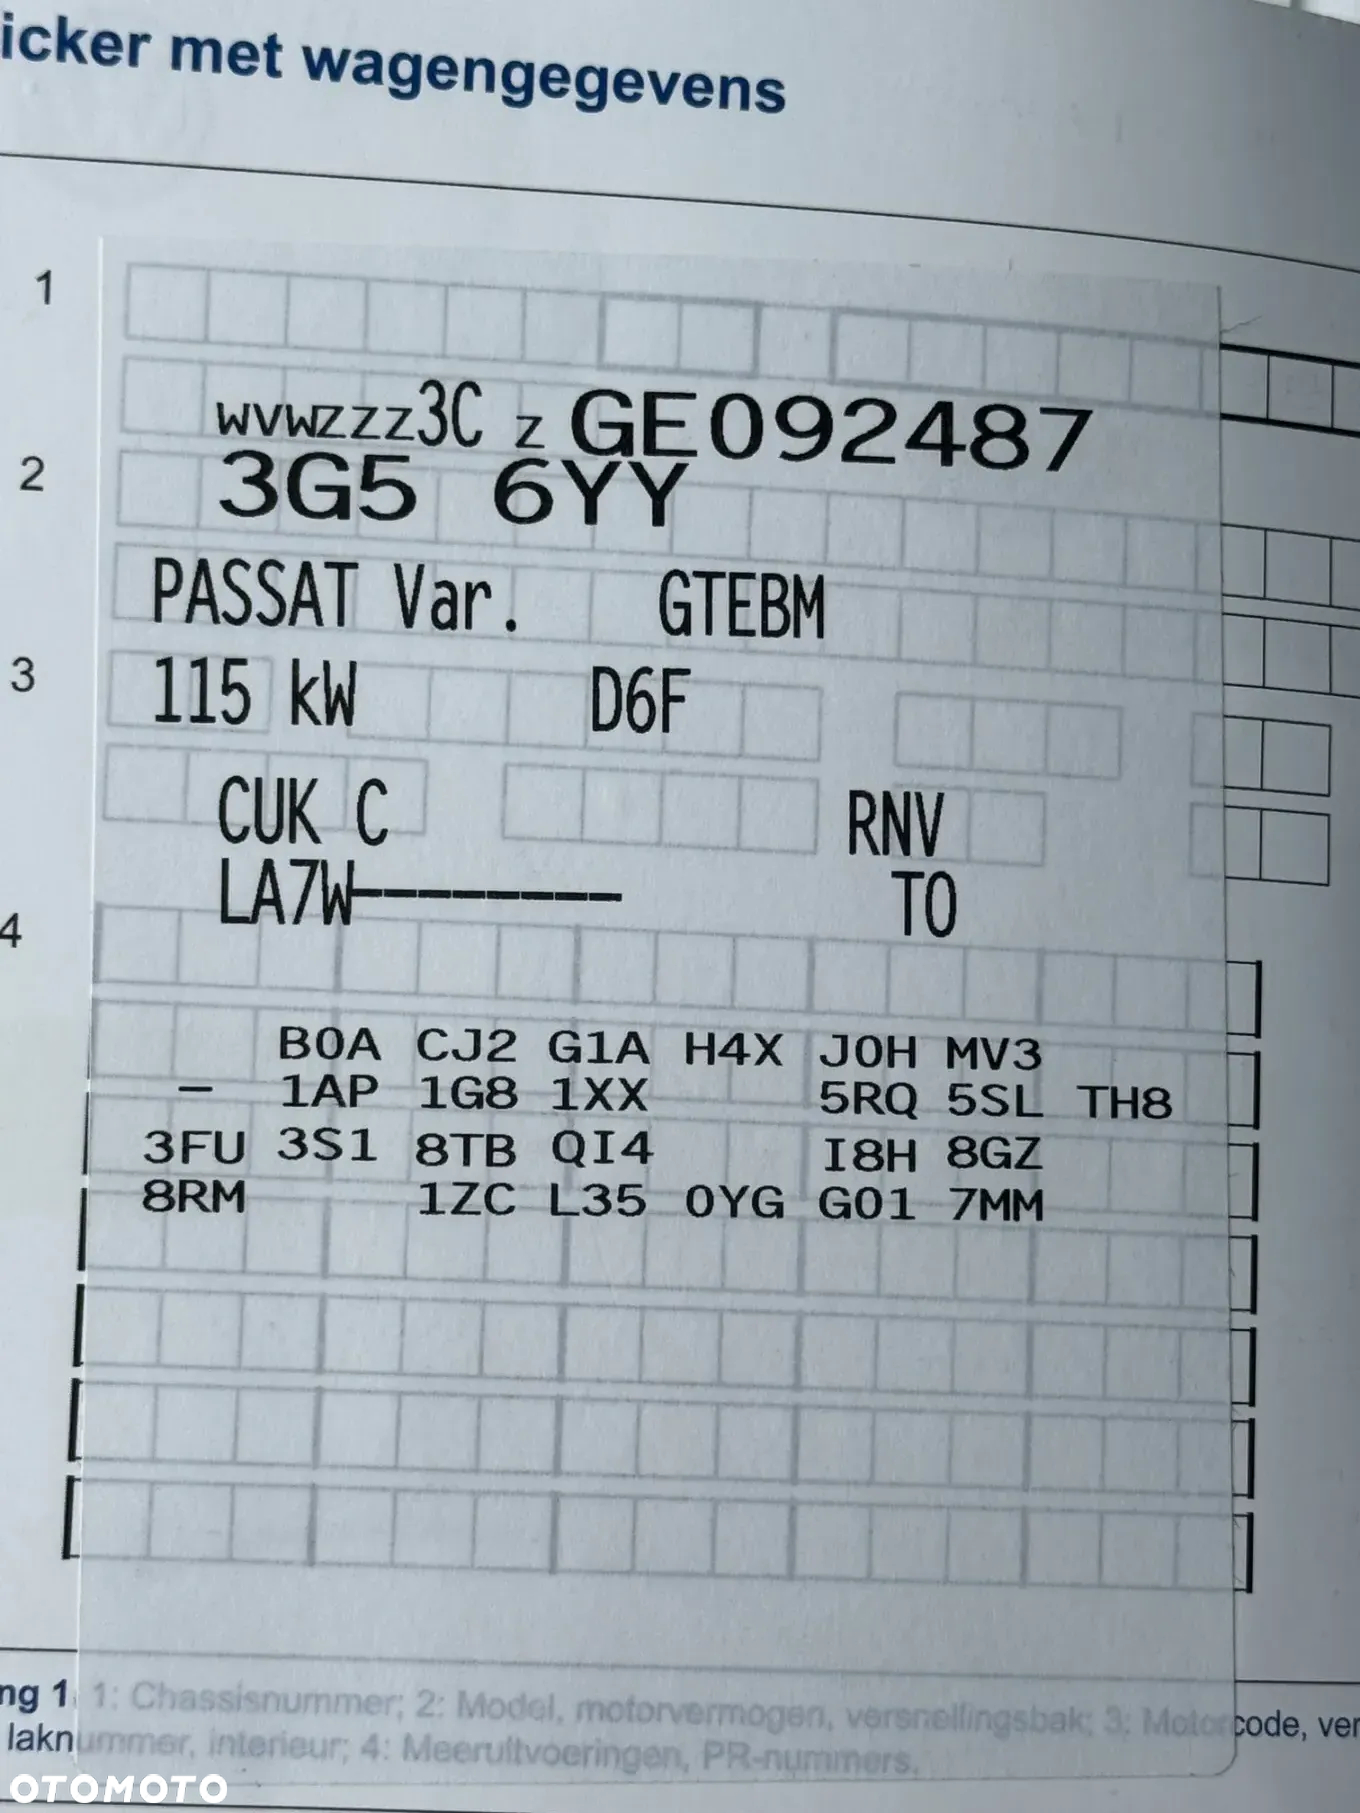 icker met wagengegevens
1
WVWZZZ3C Z GE092487
2
3G5 6YY
PASSAT Var. GTEBM
3
115 kW D6F
CUK C RNV
LA7W-------- TO
4
B0A CJ2 G1A H4X J0H MV3
- 1AP 1G8 1XX 5RQ 5SL TH8
3FU 3S1 8TB QI4 I8H 8GZ
8RM 1ZC L35 0YG G01 7MM
ng 1 1: Chassisnummer; 2: Model, motorvermogen, versnellingsbak; 3: Motorcode, ver
laknummer, interieur; 4: Meeruitvoeringen, PR-nummers.
OTOMOTO